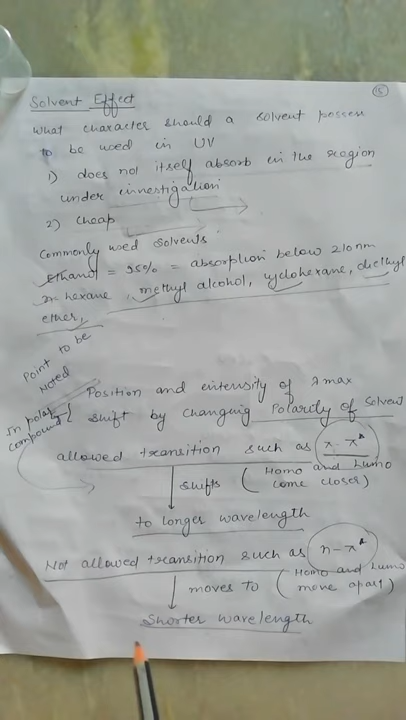 15
Solvent Effect
What character should a solvent possess
to be used in UV
1) does not itself absorb in the region
under investigation
2) cheap
Commonly used solvents
Ethanol = 95% = absorption below 210nm
n-hexane, methyl alcohol, cyclohexane, diethyl
ether,
Point to be
Noted
In polar
compound
Position and intensity of λmax
shift by changing Polarity of Solvent
allowed transition such as π-π*
shifts (Homo and Lumo
come closer)
to longer wavelength
Not allowed transition such as n-π*
moves to (Homo and Lumo
move apart)
Shorter wavelength